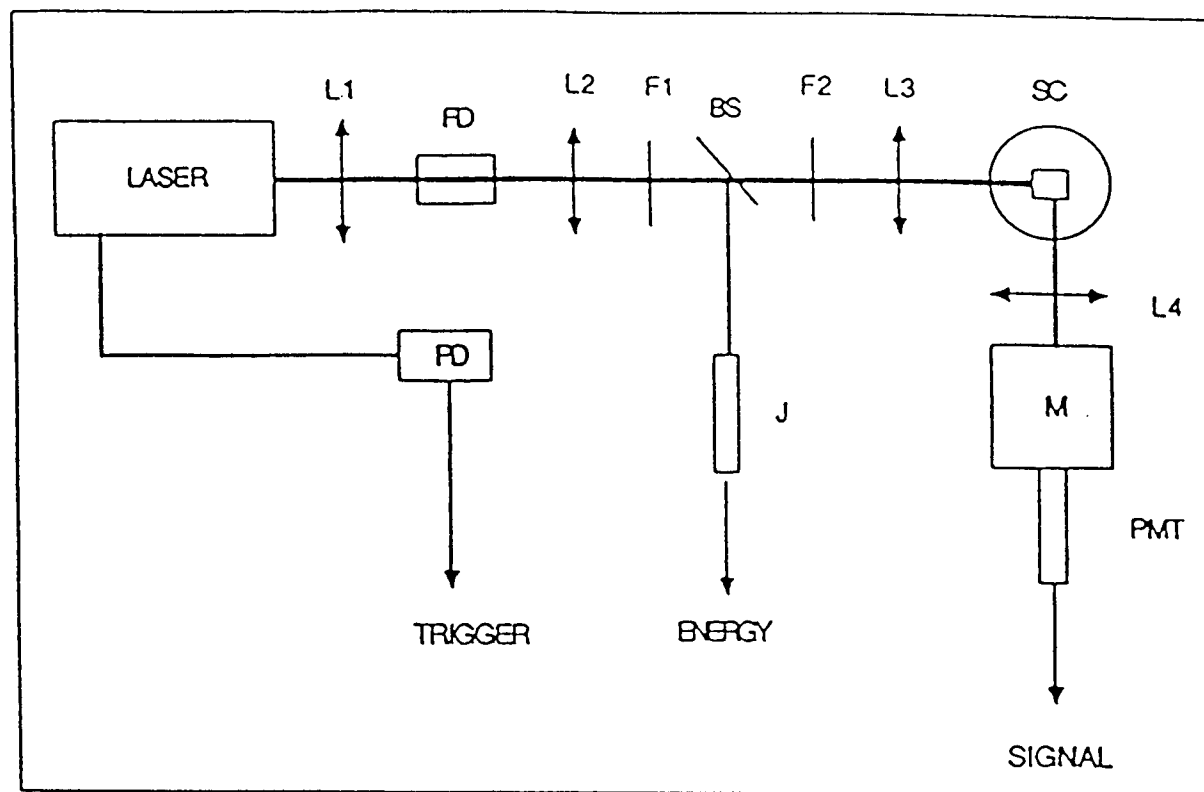 L1
FD
L2
F1
BS
F2
L3
SC
LASER
L4
PD
J
M
PMT
TRIGGER
ENERGY
SIGNAL